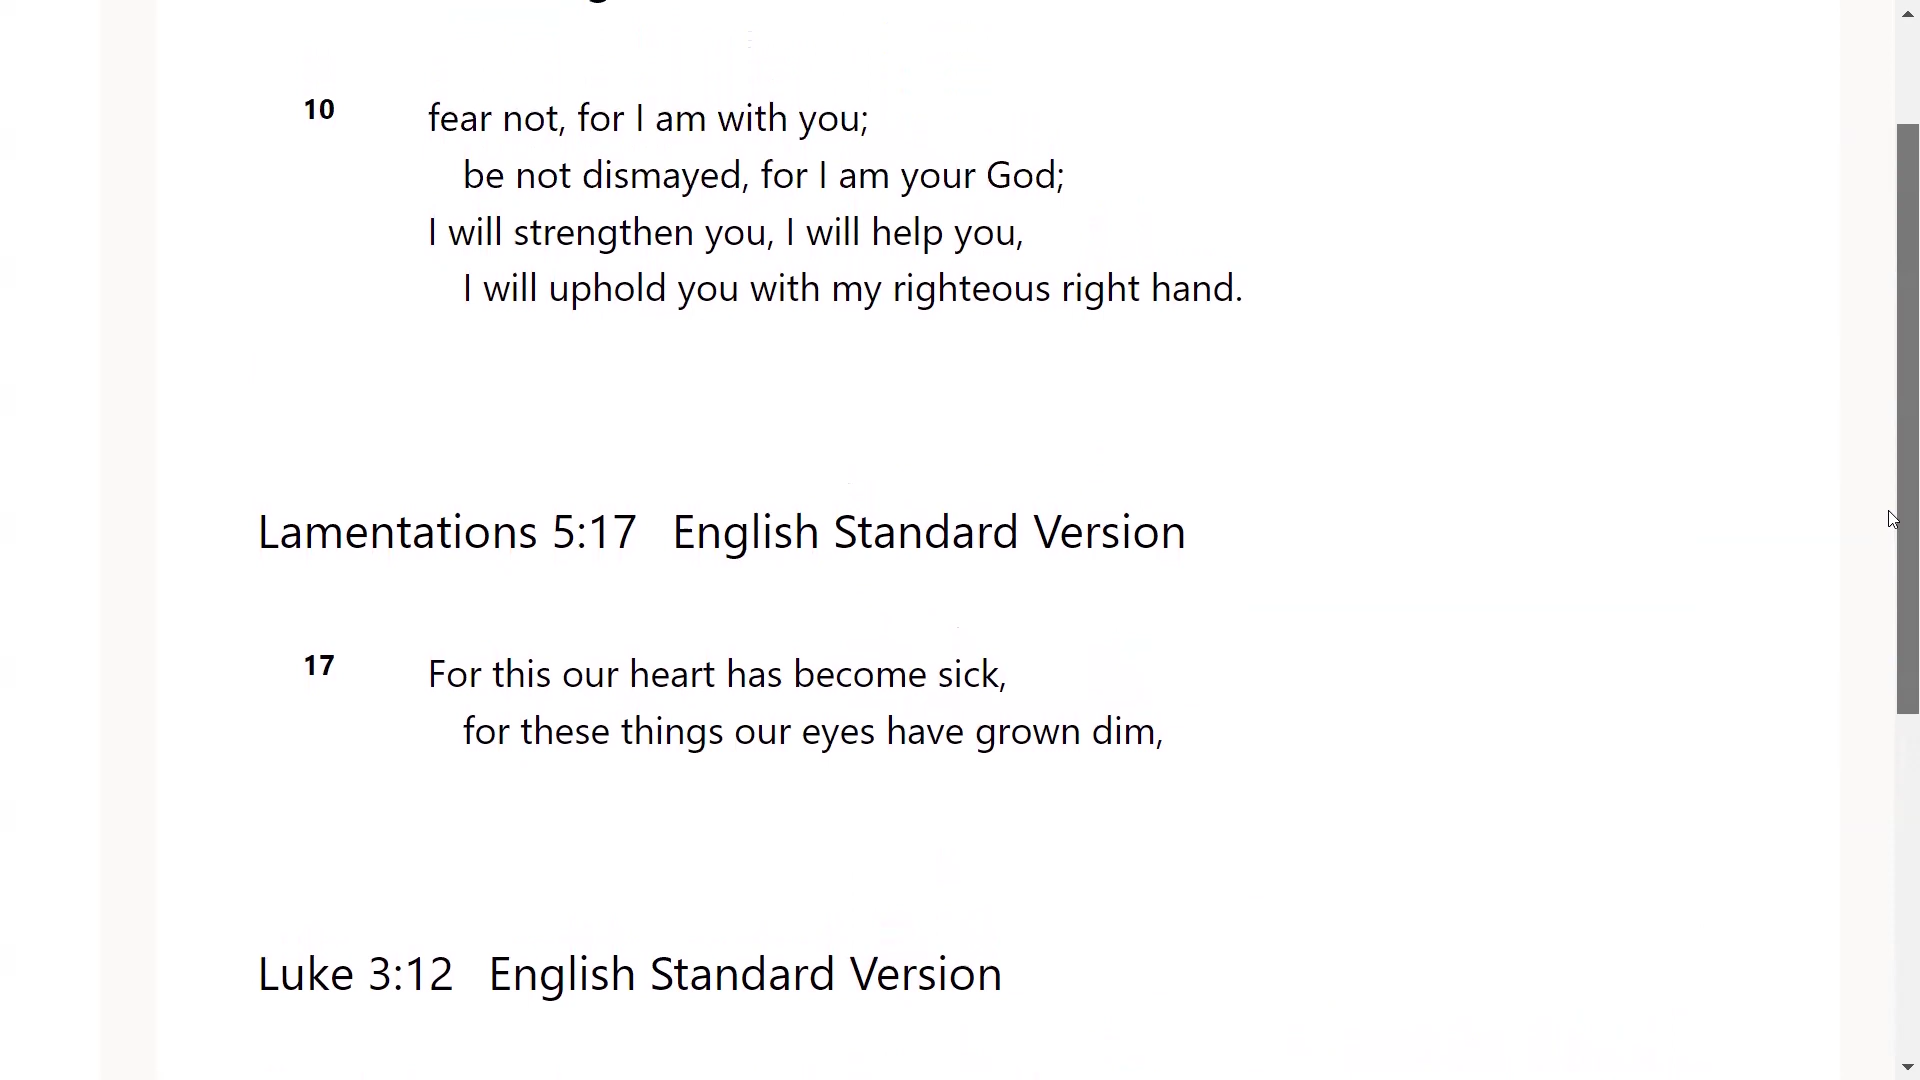 10 fear not, for I am with you;
be not dismayed, for I am your God;
I will strengthen you, I will help you,
I will uphold you with my righteous right hand.
Lamentations 5:17 English Standard Version
17 For this our heart has become sick,
for these things our eyes have grown dim,
Luke 3:12 English Standard Version